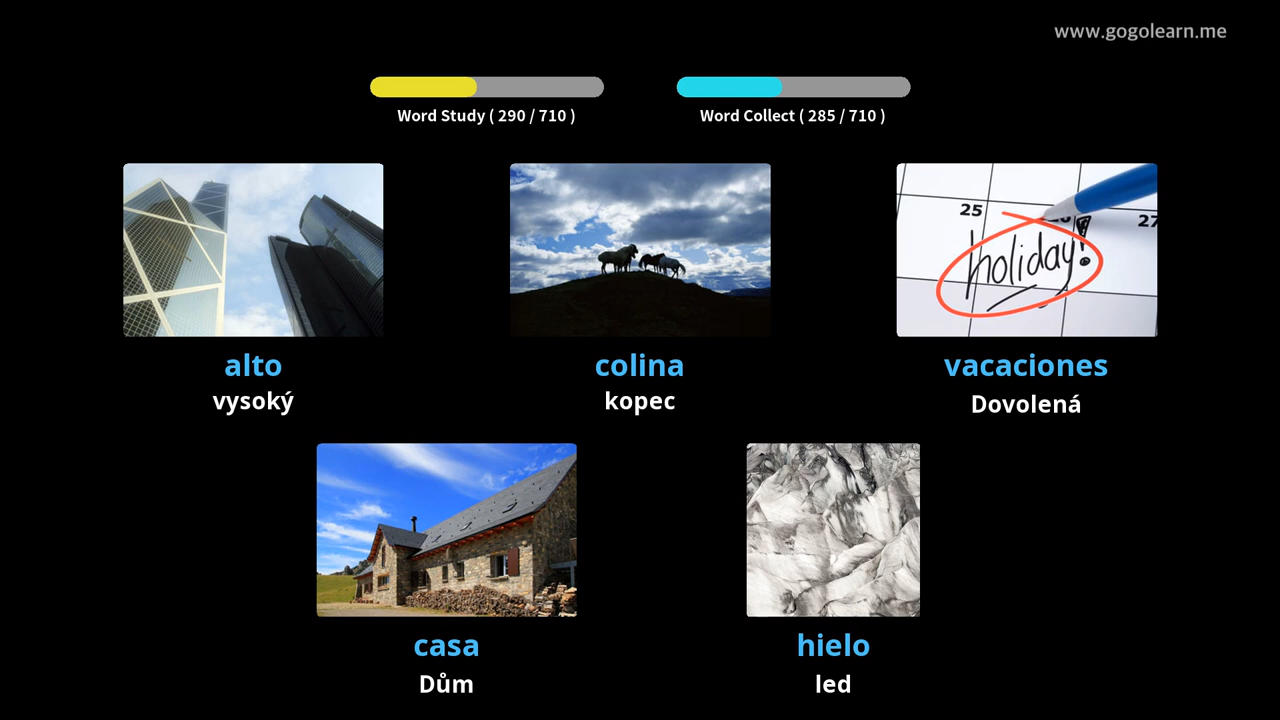 www.gogolearn.me
Word Study ( 290 / 710 )
Word Collect ( 285 / 710 )
25
27
holiday!
alto
colina
vacaciones
vysoký
kopec
Dovolená
casa
hielo
Dům
led